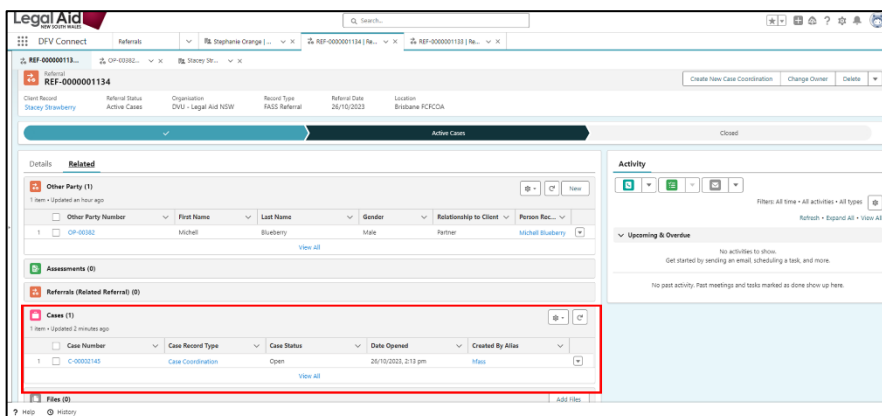 Legal Aid
NEW SOUTH WALES
Search...
DFV Connect
Referrals
Stephanie Orange | ...
REF-0000001134 | Re...
REF-0000001133 | Re...
REF-000000113...
OP-00382...
Stacey Str...
Referral
REF-0000001134
Create New Case Coordination
Change Owner
Delete
Client Record
Referral Status
Organisation
Record Type
Referral Date
Location
Stacey Strawberry
Active Cases
DVU - Legal Aid NSW
FASS Referral
26/10/2023
Brisbane FCFCOA
Active Cases
Closed
Details
Related
Other Party (1)
New
1 item • Updated an hour ago
Other Party Number
First Name
Last Name
Gender
Relationship to Client
Person Rec...
1
OP-00382
Michell
Blueberry
Male
Partner
Michell Blueberry
View All
Assessments (0)
Referrals (Related Referral) (0)
Cases (1)
1 item • Updated 2 minutes ago
Case Number
Case Record Type
Case Status
Date Opened
Created By Alias
1
C-00002145
Case Coordination
Open
26/10/2023, 2:13 pm
Mfass
View All
Files (0)
Add Files
Activity
Filters: All time • All activities • All types
Refresh • Expand All • View All
Upcoming & Overdue
No activities to show.
Get started by sending an email, scheduling a task, and more.
No past activity. Past meetings and tasks marked as done show up here.
? Help
History